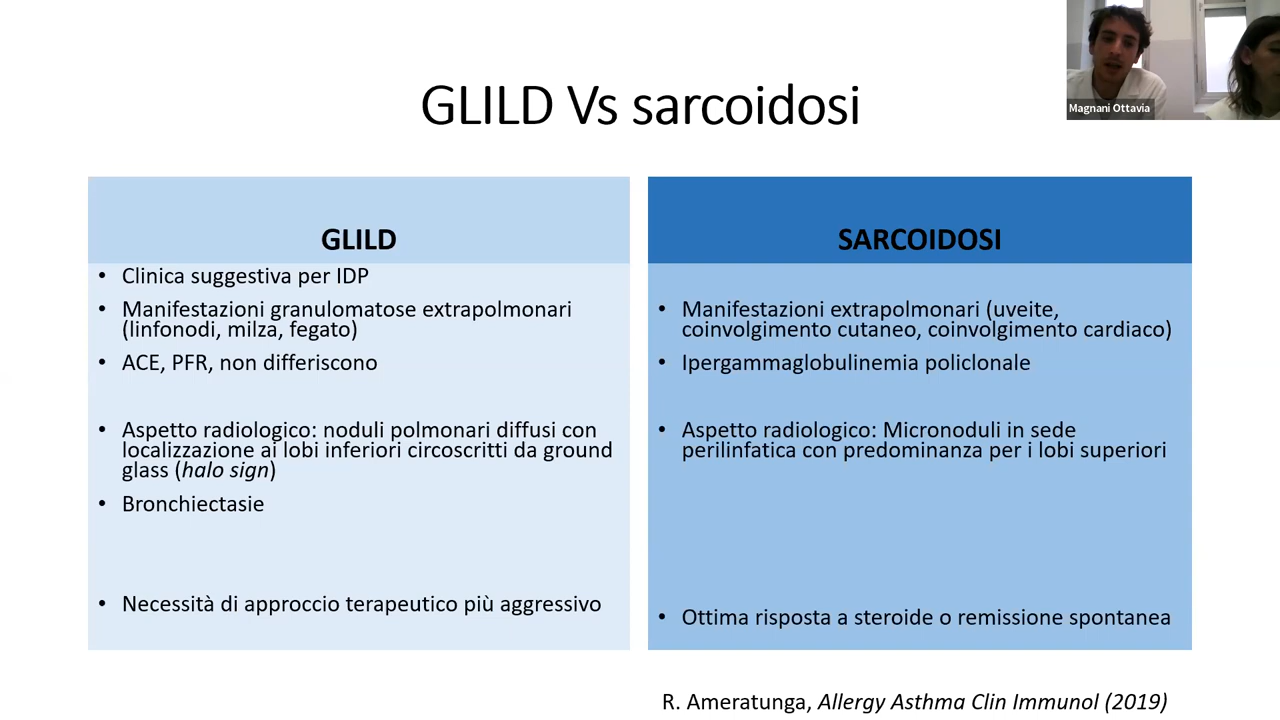 Magnani Ottavia
GLILD Vs sarcoidosi
GLILD
• Clinica suggestiva per IDP
• Manifestazioni granulomatose extrapolmonari
(linfonodi, milza, fegato)
• ACE, PFR, non differiscono
• Aspetto radiologico: noduli polmonari diffusi con
localizzazione ai lobi inferiori circoscritti da ground
glass (halo sign)
• Bronchiectasie
• Necessità di approccio terapeutico più aggressivo
SARCOIDOSI
• Manifestazioni extrapolmonari (uveite,
coinvolgimento cutaneo, coinvolgimento cardiaco)
• Ipergammaglobulinemia policlonale
• Aspetto radiologico: Micronoduli in sede
perilinfatica con predominanza per i lobi superiori
• Ottima risposta a steroide o remissione spontanea
R. Ameratunga, Allergy Asthma Clin Immunol (2019)